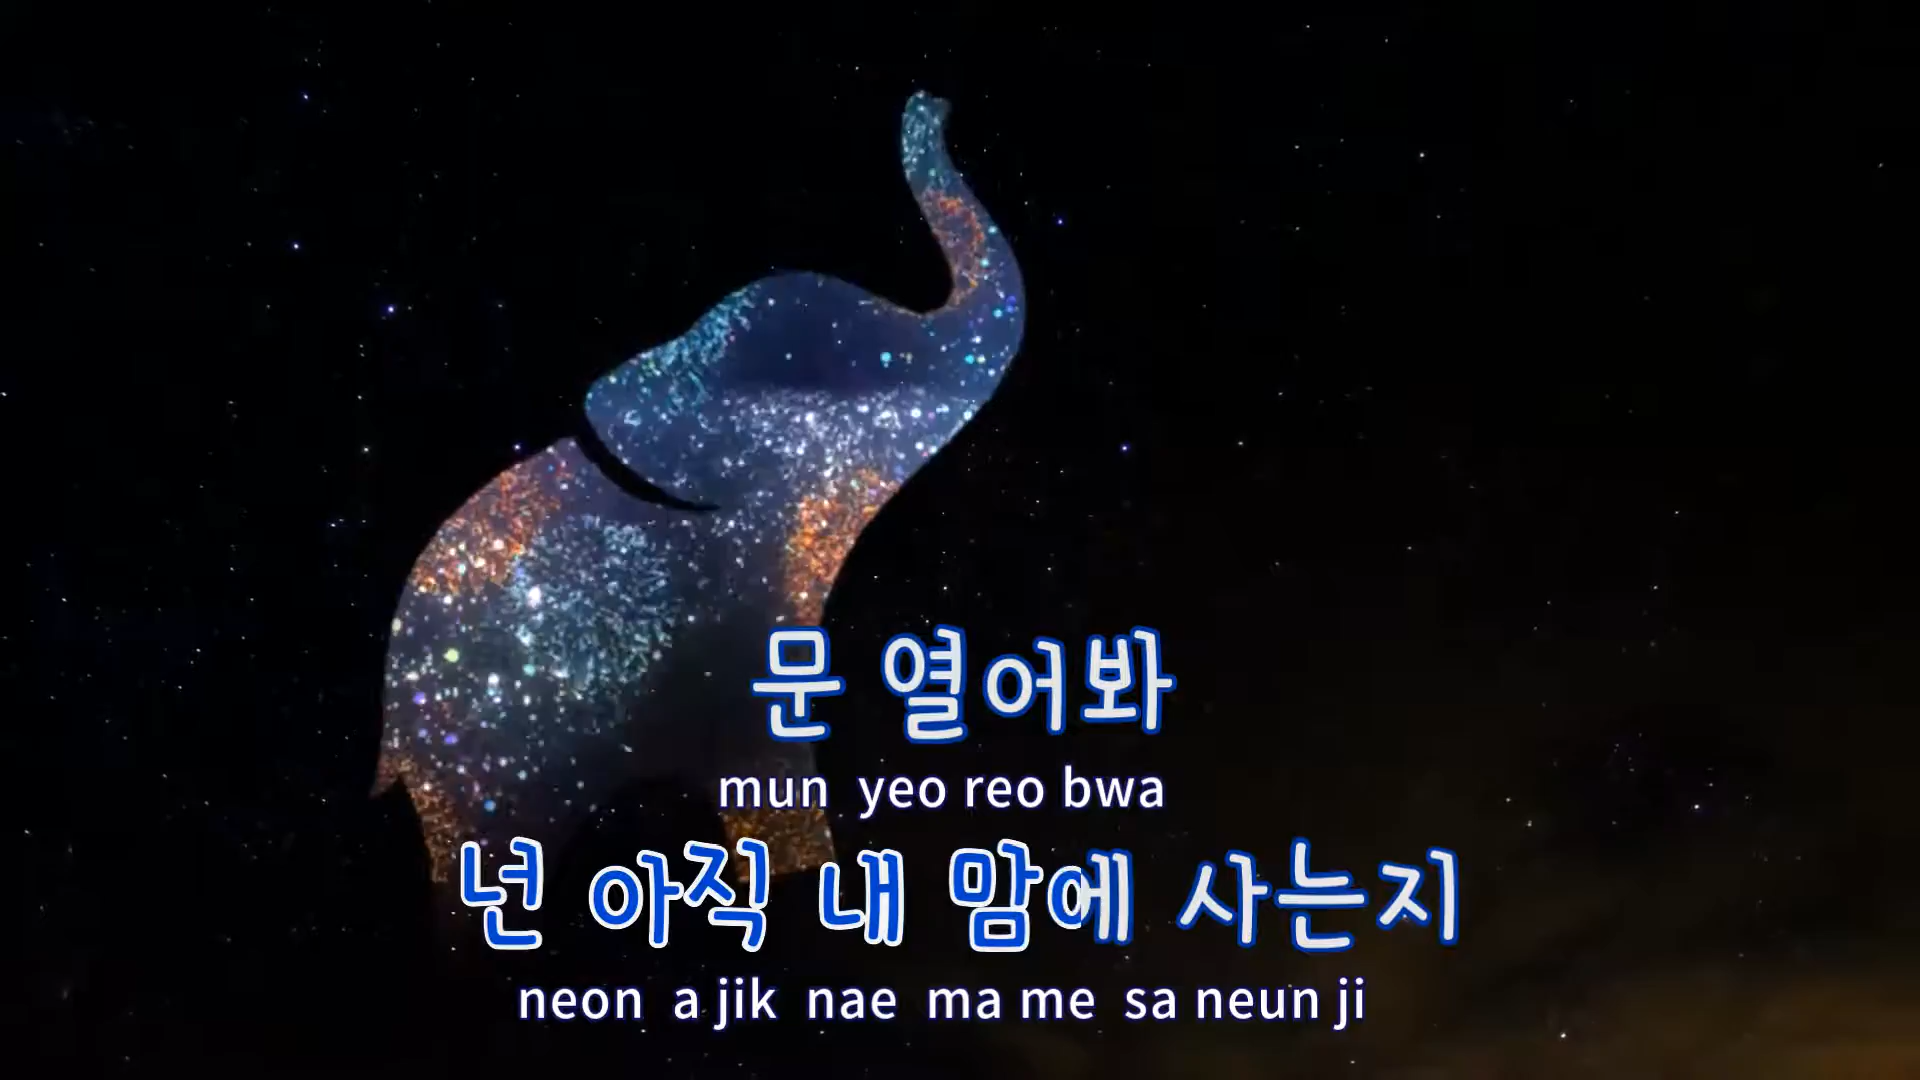 문 열어봐
mun yeo reo bwa
넌 아직 내 맘에 사는지
neon a jik nae ma me sa neun ji